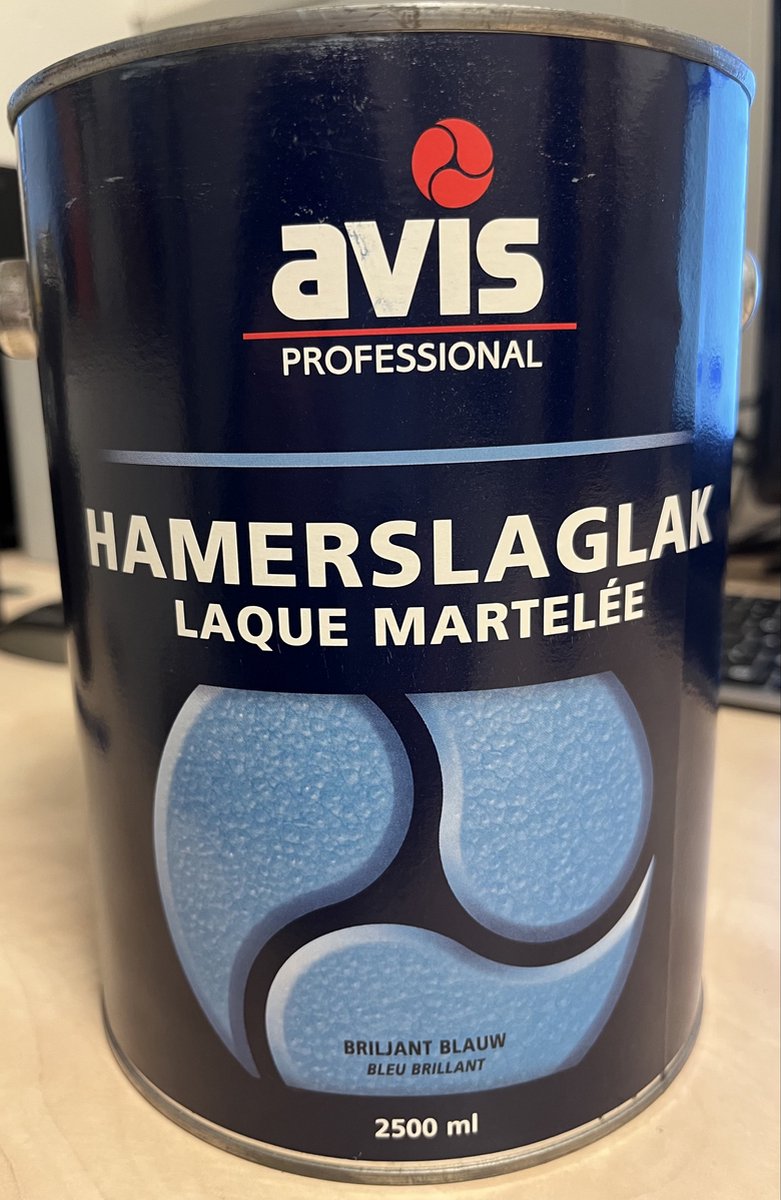 avis
PROFESSIONAL
HAMERSLAGLAK
LAQUE MARTELÉE
BRILJANT BLAUW
BLEU BRILLANT
2500 ml